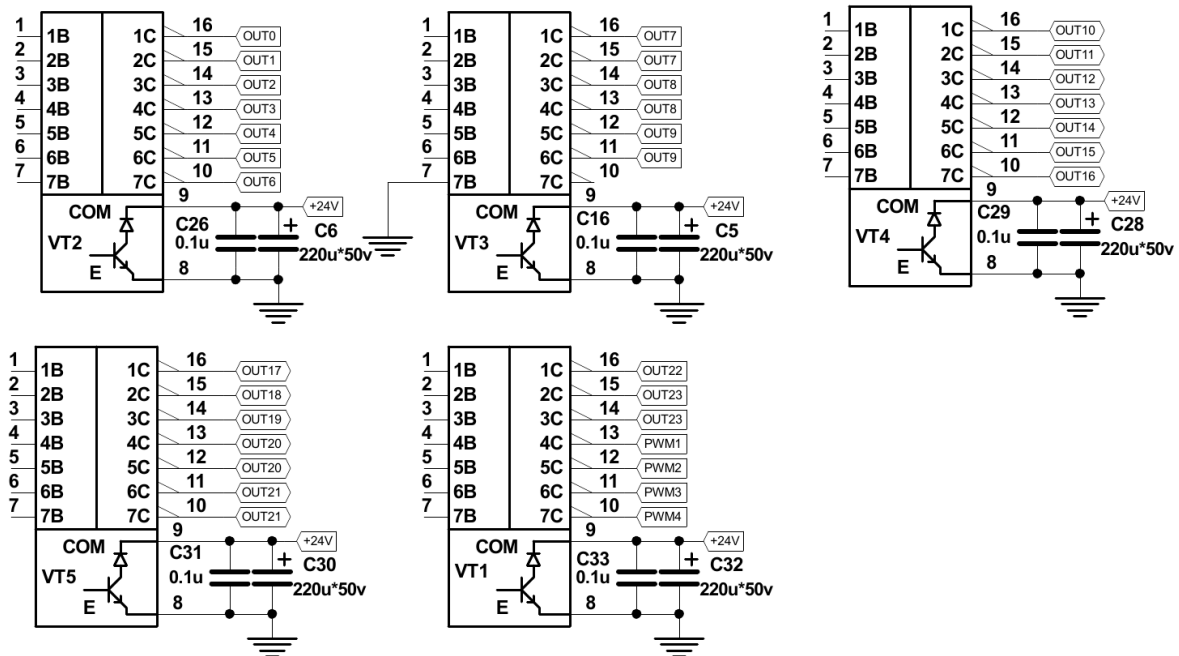 1 1B 1C 16 OUT0
2 2B 2C 15 OUT1
3 3B 3C 14 OUT2
4 4B 4C 13 OUT3
5 5B 5C 12 OUT4
6 6B 6C 11 OUT5
7 7B 7C 10 OUT6
9
COM +24V
C26 + C6
0.1u
VT2 220u*50v
E 8
1 1B 1C 16 OUT7
2 2B 2C 15 OUT7
3 3B 3C 14 OUT8
4 4B 4C 13 OUT8
5 5B 5C 12 OUT9
6 6B 6C 11 OUT9
7 7B 7C 10
9
COM +24V
C16 + C5
0.1u
VT3 220u*50v
E 8
1 1B 1C 16 OUT10
2 2B 2C 15 OUT11
3 3B 3C 14 OUT12
4 4B 4C 13 OUT13
5 5B 5C 12 OUT14
6 6B 6C 11 OUT15
7 7B 7C 10 OUT16
9
COM +24V
C29 + C28
0.1u
VT4 220u*50v
E 8
1 1B 1C 16 OUT17
2 2B 2C 15 OUT18
3 3B 3C 14 OUT19
4 4B 4C 13 OUT20
5 5B 5C 12 OUT20
6 6B 6C 11 OUT21
7 7B 7C 10 OUT21
9
COM +24V
C31 + C30
0.1u
VT5 220u*50v
E 8
1 1B 1C 16 OUT22
2 2B 2C 15 OUT23
3 3B 3C 14 OUT23
4 4B 4C 13 PWM1
5 5B 5C 12 PWM2
6 6B 6C 11 PWM3
7 7B 7C 10 PWM4
9
COM +24V
C33 + C32
0.1u
VT1 220u*50v
E 8